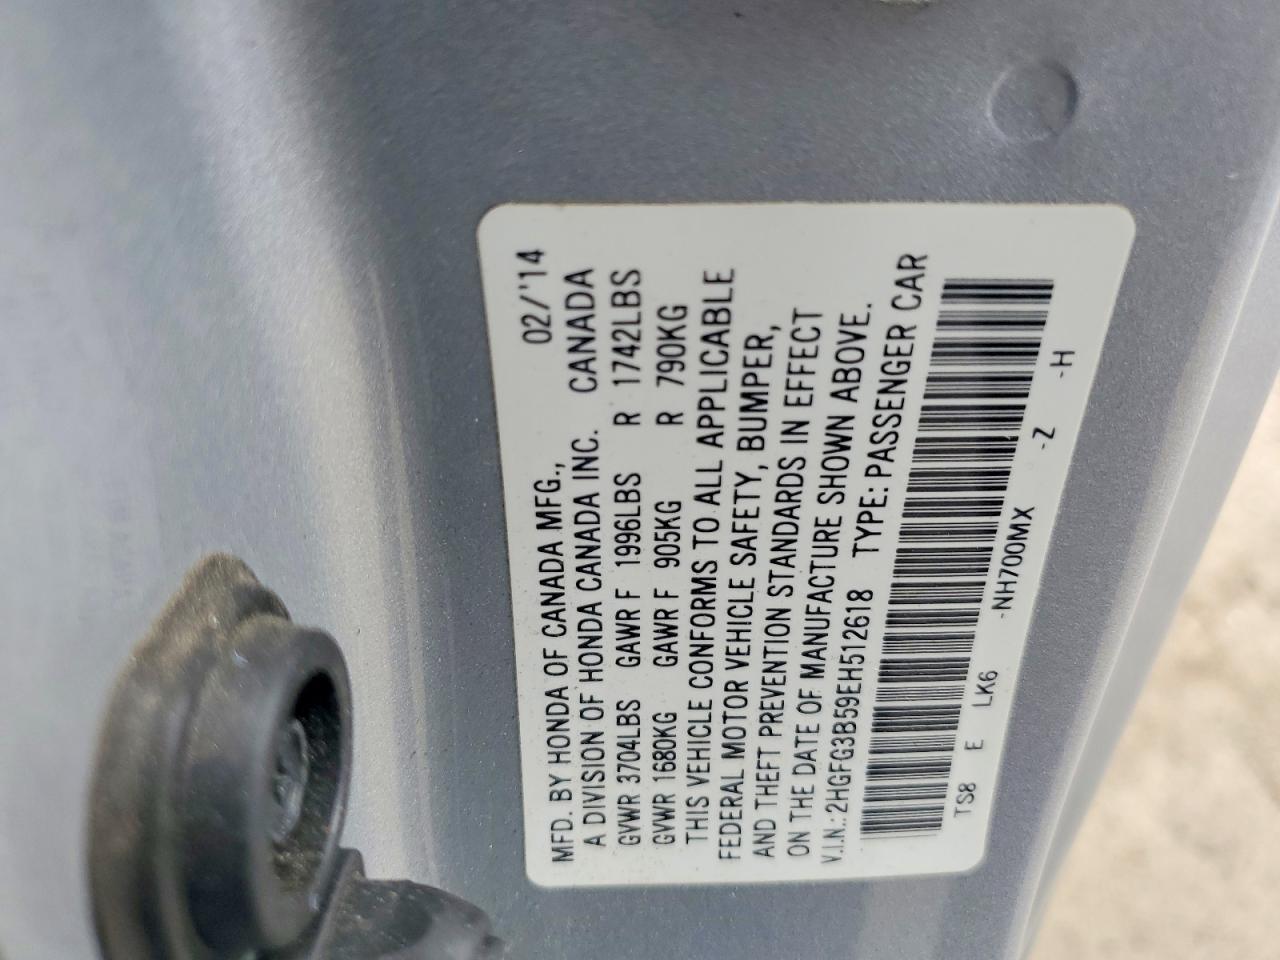 MFD. BY HONDA OF CANADA MFG., 02/'14
A DIVISION OF HONDA CANADA INC. CANADA
GVWR 3704LBS GAWR F 1996LBS R 1742LBS
GVWR 1680KG GAWR F 905KG R 790KG
THIS VEHICLE CONFORMS TO ALL APPLICABLE
FEDERAL MOTOR VEHICLE SAFETY, BUMPER,
AND THEFT PREVENTION STANDARDS IN EFFECT
ON THE DATE OF MANUFACTURE SHOWN ABOVE.
V.I.N.: 2HGFG3B59EH512618 TYPE: PASSENGER CAR
TS8 E LK6 -NH700MX -Z -H